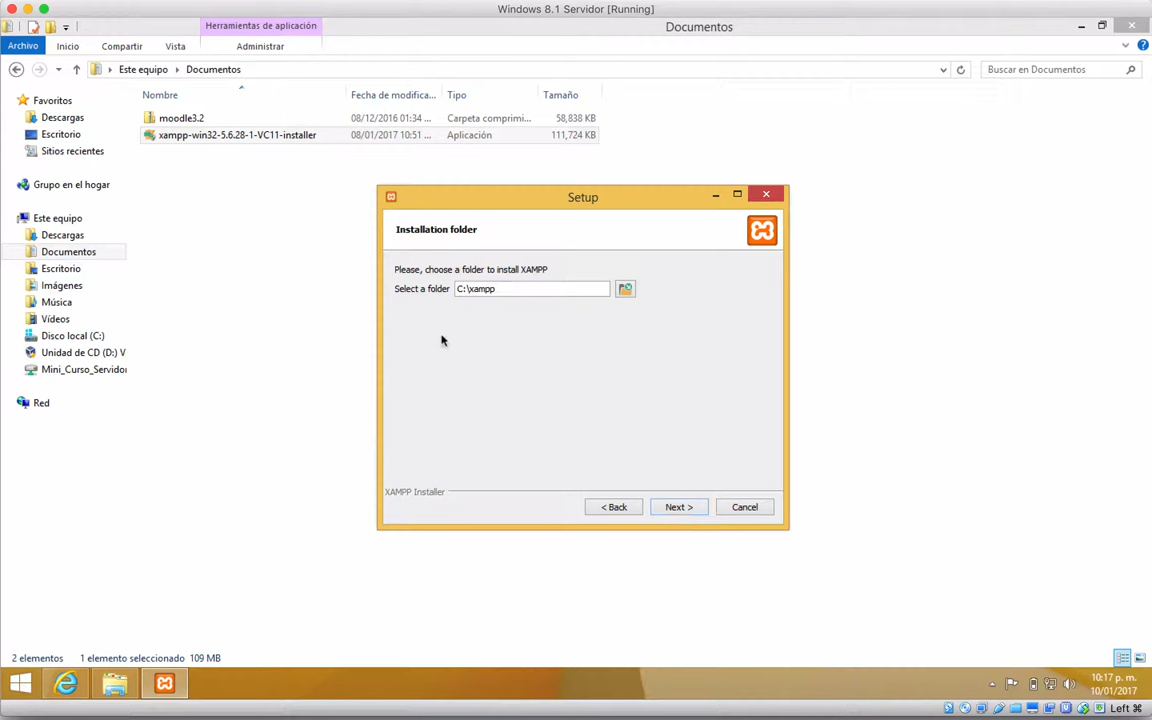 Windows 8.1 Servidor [Running]
Herramientas de aplicación
Documentos
Archivo
Inicio
Compartir
Vista
Administrar
Este equipo
Documentos
Buscar en Documentos
Nombre
Fecha de modifica...
Tipo
Tamaño
moodle3.2
08/12/2016 01:34 ...
Carpeta comprimi...
58,838 KB
xampp-win32-5.6.28-1-VC11-installer
08/01/2017 10:51 ...
Aplicación
111,724 KB
Favoritos
Descargas
Escritorio
Sitios recientes
Grupo en el hogar
Este equipo
Descargas
Documentos
Escritorio
Imágenes
Música
Vídeos
Disco local (C:)
Unidad de CD (D:) V
Mini_Curso_Servidor
Red
Setup
Installation folder
Please, choose a folder to install XAMPP
Select a folder
C:\xampp
XAMPP Installer
< Back
Next >
Cancel
2 elementos
1 elemento seleccionado 109 MB
10:17 p. m.
10/01/2017
Left ⌘